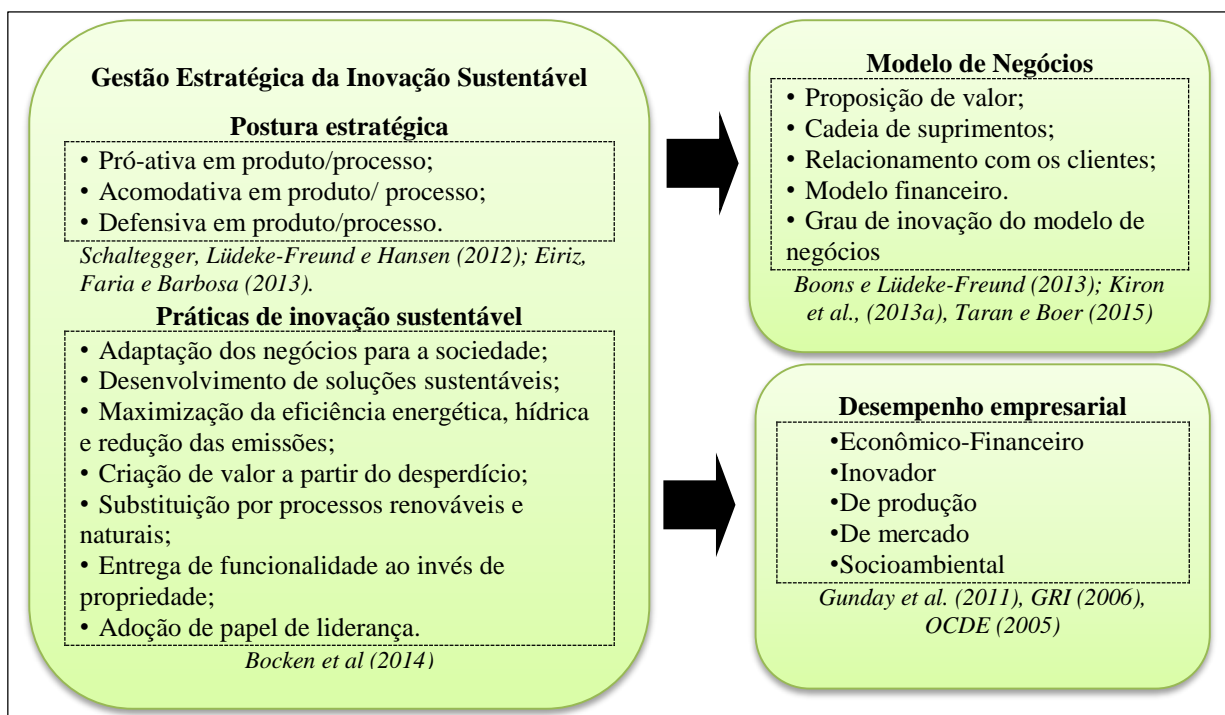 Gestão Estratégica da Inovação Sustentável
Postura estratégica
• Pró-ativa em produto/processo;
• Acomodativa em produto/ processo;
• Defensiva em produto/processo.
Schaltegger, Lüdeke-Freund e Hansen (2012); Eiriz,
Faria e Barbosa (2013).
Práticas de inovação sustentável
• Adaptação dos negócios para a sociedade;
• Desenvolvimento de soluções sustentáveis;
• Maximização da eficiência energética, hídrica
e redução das emissões;
• Criação de valor a partir do desperdício;
• Substituição por processos renováveis e
naturais;
• Entrega de funcionalidade ao invés de
propriedade;
• Adoção de papel de liderança.
Bocken et al (2014)
Modelo de Negócios
• Proposição de valor;
• Cadeia de suprimentos;
• Relacionamento com os clientes;
• Modelo financeiro.
• Grau de inovação do modelo de
negócios
Boons e Lüdeke-Freund (2013); Kiron
et al., (2013a), Taran e Boer (2015)
Desempenho empresarial
•Econômico-Financeiro
•Inovador
•De produção
•De mercado
•Socioambiental
Gunday et al. (2011), GRI (2006),
OCDE (2005)